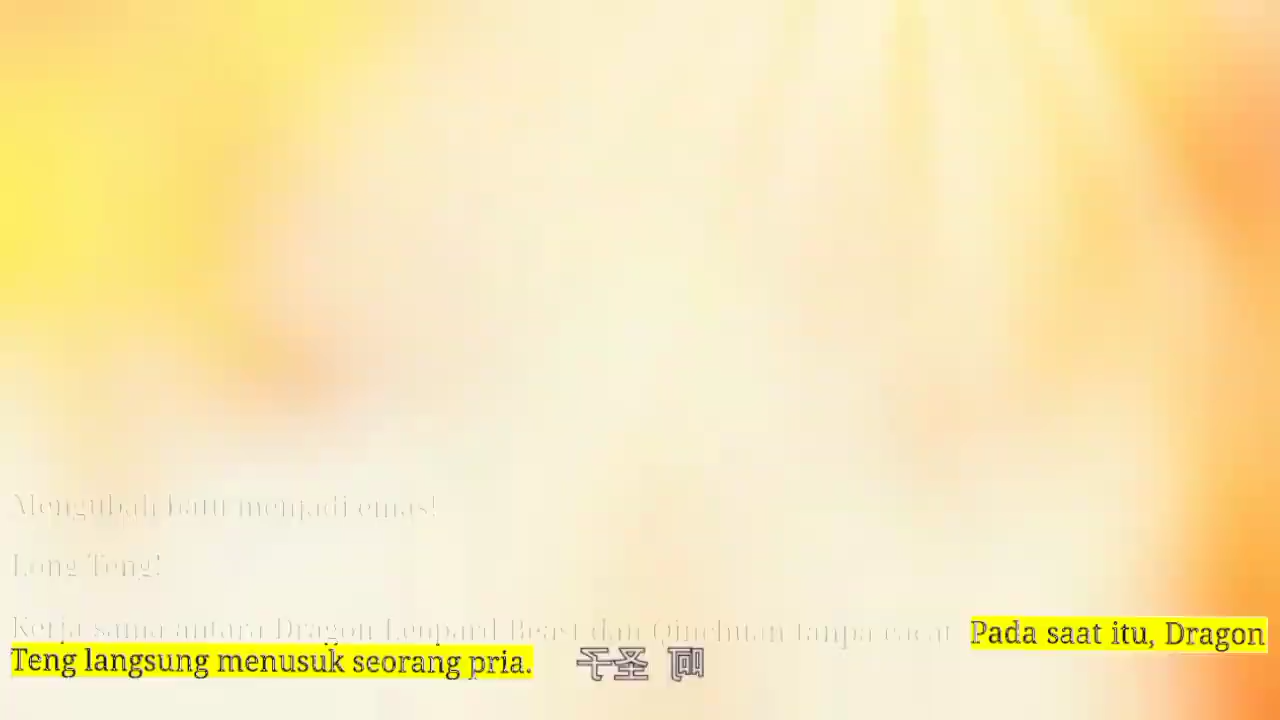 Mengubah batu menjadi emas!
Long Teng!
Kerja sama antara Dragon Leopard Beast dan Qinchuan tanpa cacat. Pada saat itu, Dragon
Teng langsung menusuk seorang pria.